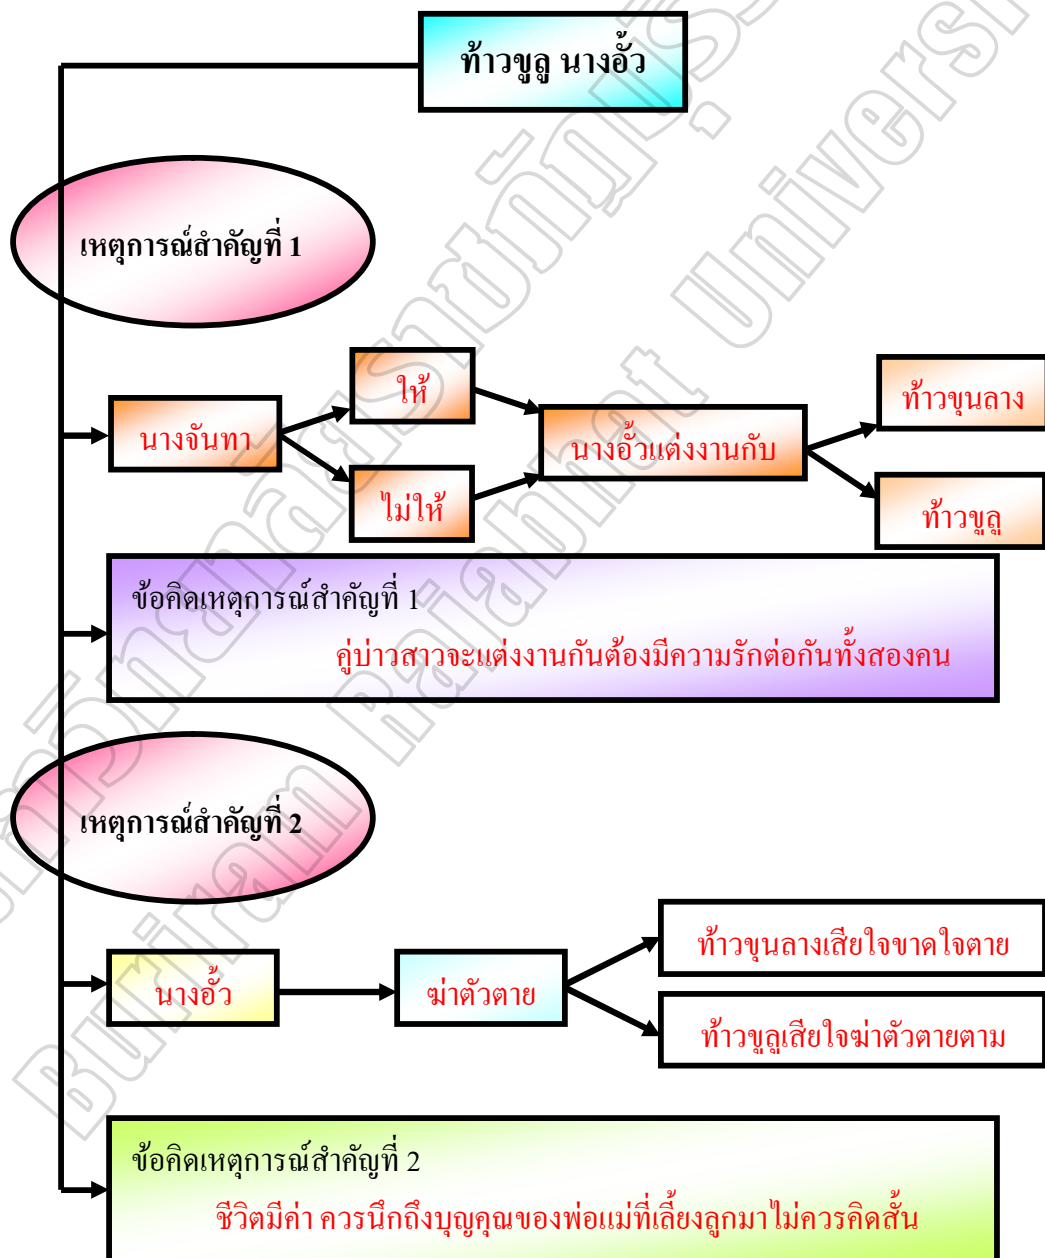 ท้าวขูลู นางอั้ว
เหตุการณ์สำคัญที่ 1
ให้
ท้าวขุนลาง
นางจันทา
นางอั้วแต่งงานกับ
ไม่ให้
ท้าวขูลู
ข้อคิดเหตุการณ์สำคัญที่ 1
คู่บ่าวสาวจะแต่งงานกันต้องมีความรักต่อกันทั้งสองคน
เหตุการณ์สำคัญที่ 2
ท้าวขุนลางเสียใจขาดใจตาย
นางอั้ว
ฆ่าตัวตาย
ท้าวขูลูเสียใจฆ่าตัวตายตาม
ข้อคิดเหตุการณ์สำคัญที่ 2
ชีวิตมีค่า ควรนึกถึงบุญคุณของพ่อแม่ที่เลี้ยงลูกมาไม่ควรคิดสั้น
Buriram Rajabhat Universi